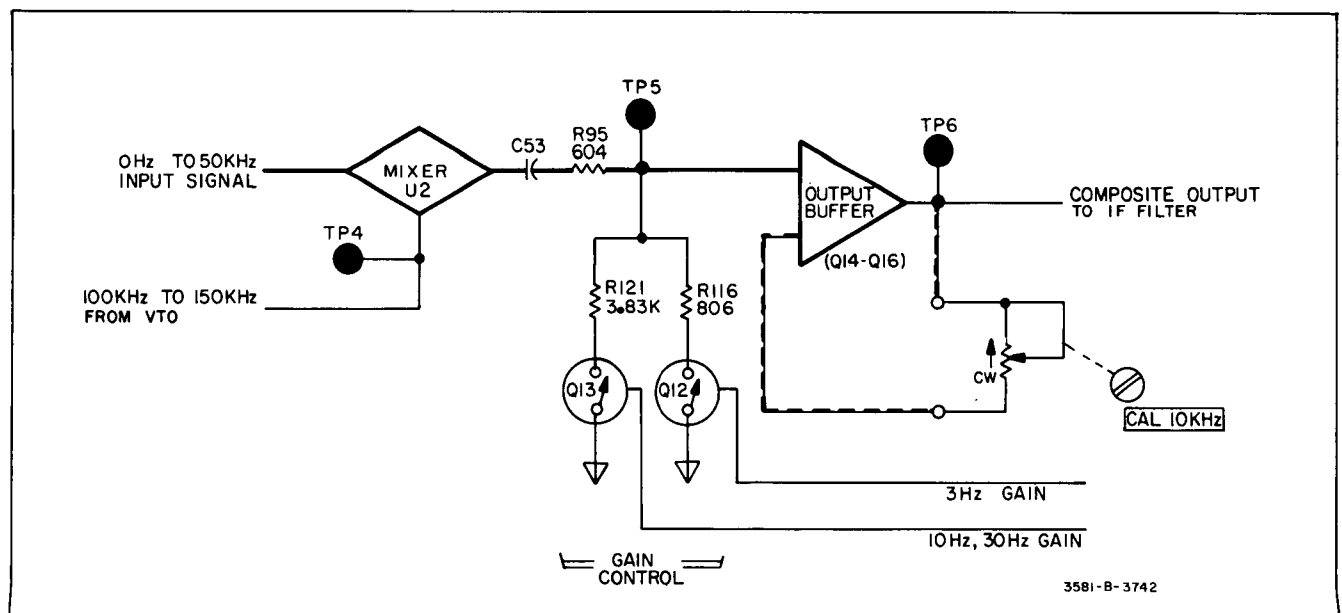 TP5
TP6
C53
R95
604
0Hz TO 50KHz
INPUT SIGNAL
MIXER
U2
OUTPUT
BUFFER
(Q14-Q16)
COMPOSITE OUTPUT
TO IF FILTER
TP4
100KHz TO 150KHz
FROM VTO
R121
3.83K
R116
806
CW
Q13
Q12
CAL 10KHz
3Hz GAIN
10Hz, 30Hz GAIN
GAIN
CONTROL
3581-B-3742